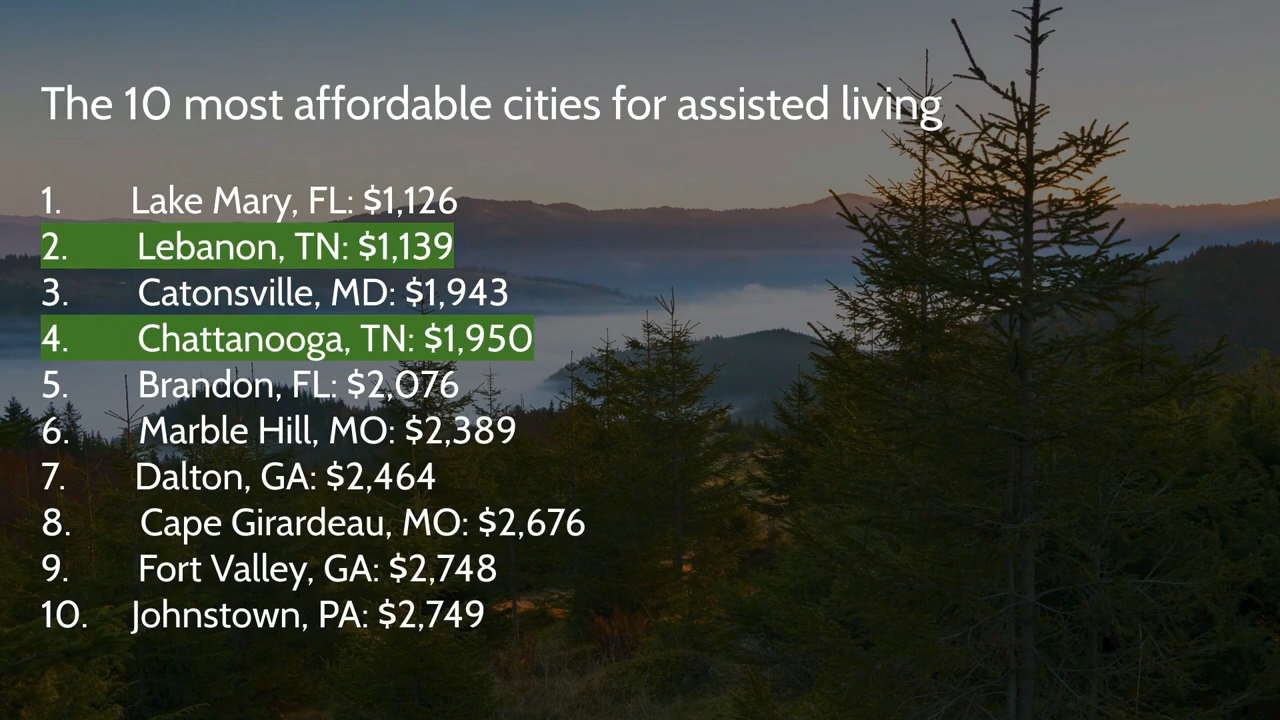 The 10 most affordable cities for assisted living
1. Lake Mary, FL: $1,126
2. Lebanon, TN: $1,139
3. Catonsville, MD: $1,943
4. Chattanooga, TN: $1,950
5. Brandon, FL: $2,076
6. Marble Hill, MO: $2,389
7. Dalton, GA: $2,464
8. Cape Girardeau, MO: $2,676
9. Fort Valley, GA: $2,748
10. Johnstown, PA: $2,749